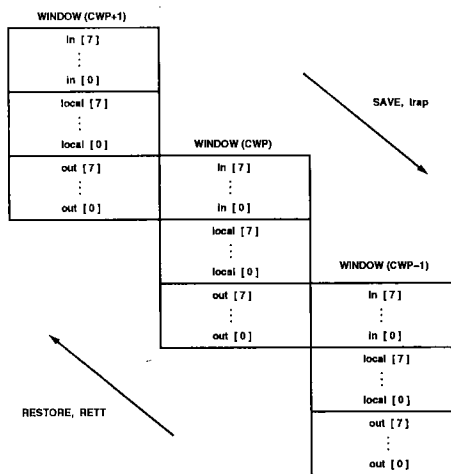 WINDOW (CWP+1)
in [ 7 ]
⋮
in [ 0 ]
local [ 7 ]
⋮
local [ 0 ]
out [ 7 ]
⋮
out [ 0 ]
SAVE, trap
WINDOW (CWP)
in [ 7 ]
⋮
in [ 0 ]
local [ 7 ]
⋮
local [ 0 ]
out [ 7 ]
⋮
out [ 0 ]
WINDOW (CWP−1)
in [ 7 ]
⋮
in [ 0 ]
local [ 7 ]
⋮
local [ 0 ]
out [ 7 ]
⋮
out [ 0 ]
RESTORE, RETT